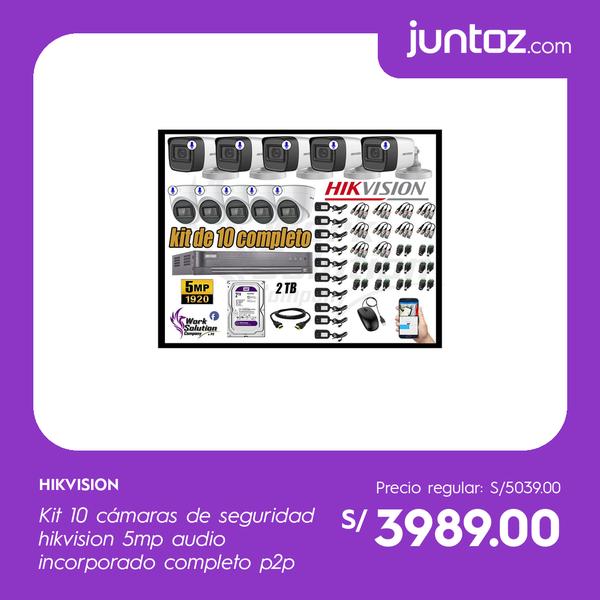 juntoz.com
HIKVISION
kit de 10 completo
5MP
1920
2 TB
Work
Solution
Company
HIKVISION
Kit 10 cámaras de seguridad
hikvision 5mp audio
incorporado completo p2p
Precio regular: S/5039.00
S/ 3989.00